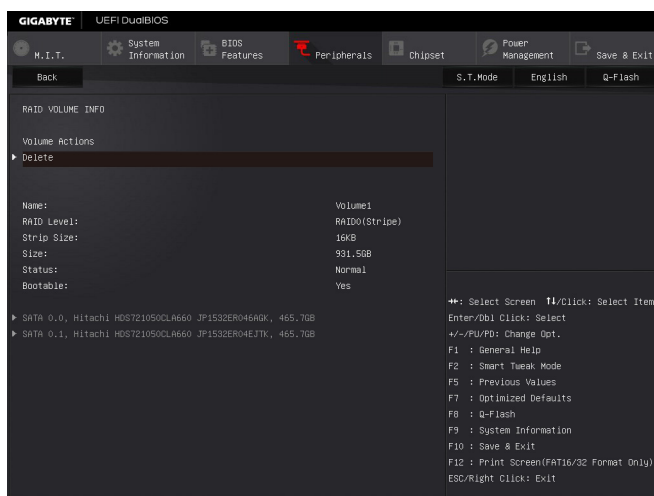 GIGABYTE™ UEFI DualBIOS
M.I.T. System Information BIOS Features Peripherals Chipset Power Management Save & Exit
Back S.T.Mode English Q-Flash
RAID VOLUME INFO
Volume Actions
Delete
Name: Volume1
RAID Level: RAID0(Stripe)
Strip Size: 16KB
Size: 931.5GB
Status: Normal
Bootable: Yes
SATA 0.0, Hitachi HDS721050CLA660 JP1532ER046AGK, 465.7GB
SATA 0.1, Hitachi HDS721050CLA660 JP1532ER04EJTK, 465.7GB
→←: Select Screen ↑↓/Click: Select Item
Enter/Dbl Click: Select
+/-/PU/PD: Change Opt.
F1 : General Help
F2 : Smart Tweak Mode
F5 : Previous Values
F7 : Optimized Defaults
F8 : Q-Flash
F9 : System Information
F10 : Save & Exit
F12 : Print Screen(FAT16/32 Format Only)
ESC/Right Click: Exit